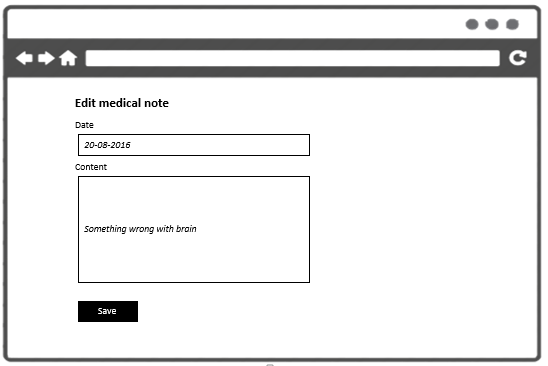 Edit medical note
Date
20-08-2016
Content
Something wrong with brain
Save